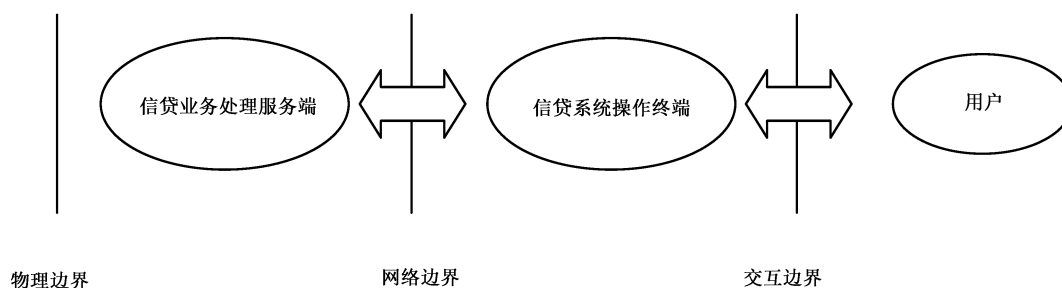 信贷业务处理服务端
信贷系统操作终端
用户
物理边界
网络边界
交互边界